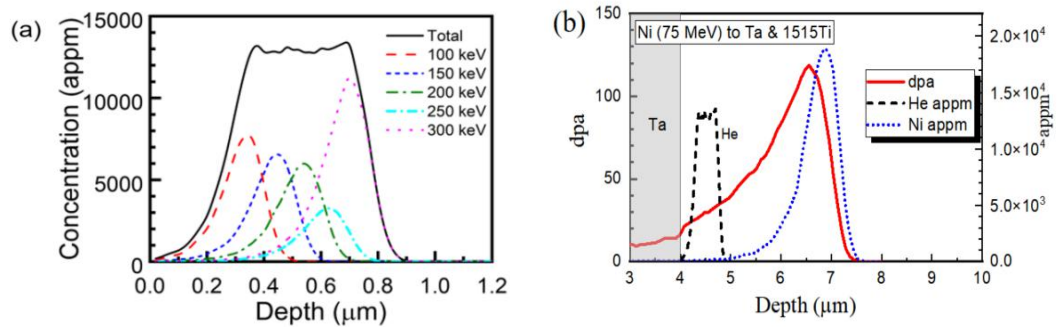 (a)
Concentration (appm)
15000
10000
5000
0
Total
100 keV
150 keV
200 keV
250 keV
300 keV
0.0 0.2 0.4 0.6 0.8 1.0 1.2
Depth (μm)
(b)
dpa
150
100
50
0
Ni (75 MeV) to Ta & 1515Ti
Ta
He
dpa
He appm
Ni appm
2.0×10⁴
1.5×10⁴
1.0×10⁴
5.0×10³
0.0
appm
3 4 5 6 7 8 9 10
Depth (μm)